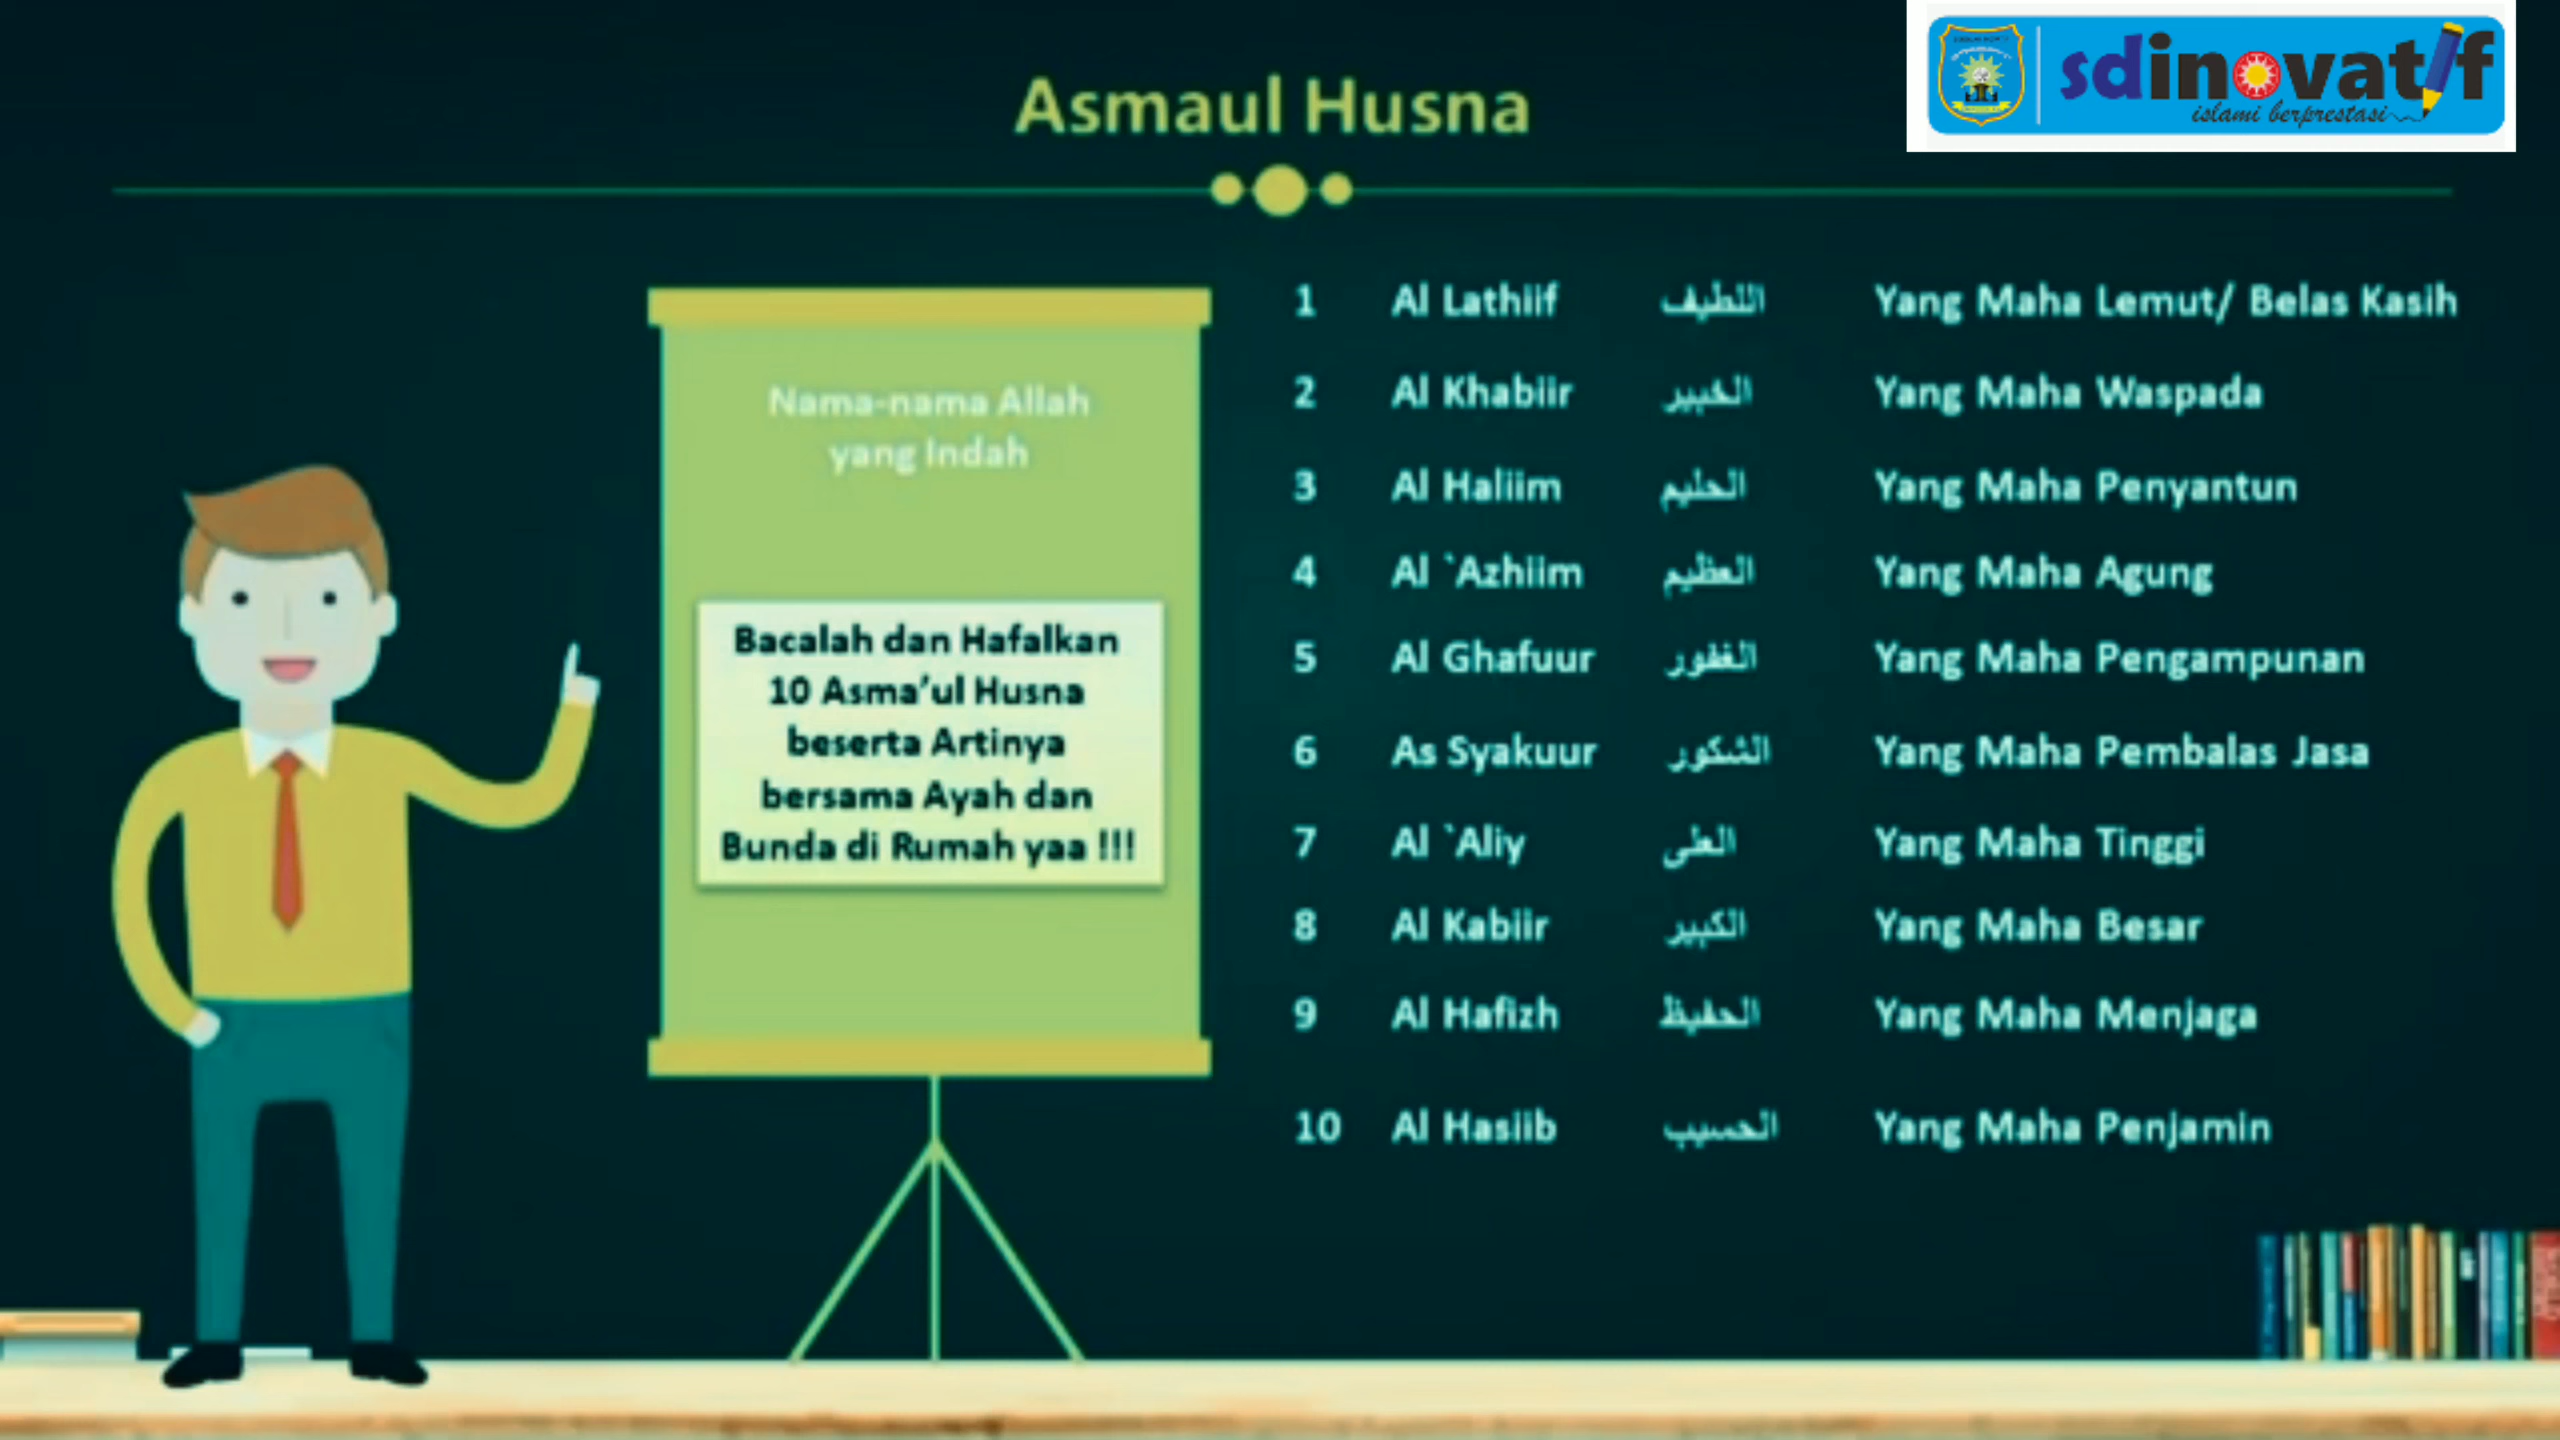 sdinovatif
islami berprestasi
Asmaul Husna
Nama-nama Allah
yang Indah
Bacalah dan Hafalkan
10 Asma’ul Husna
beserta Artinya
bersama Ayah dan
Bunda di Rumah yaa !!!
1 Al Lathiif اللطيف Yang Maha Lemut/ Belas Kasih
2 Al Khabiir الخبير Yang Maha Waspada
3 Al Haliim الحليم Yang Maha Penyantun
4 Al `Azhiim العظيم Yang Maha Agung
5 Al Ghafuur الغفور Yang Maha Pengampunan
6 As Syakuur الشكور Yang Maha Pembalas Jasa
7 Al `Aliy العلى Yang Maha Tinggi
8 Al Kabiir الكبير Yang Maha Besar
9 Al Hafizh الحفيظ Yang Maha Menjaga
10 Al Hasiib الحسيب Yang Maha Penjamin